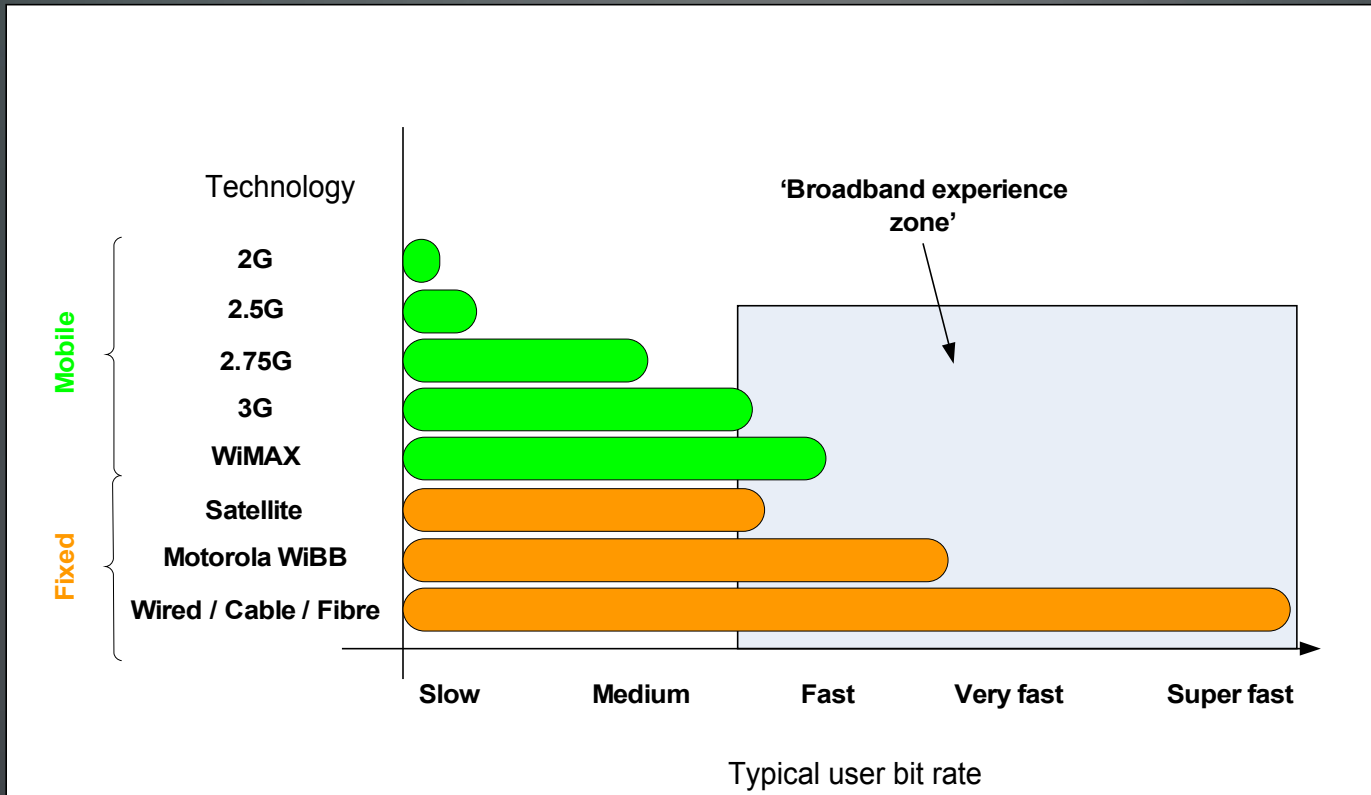 Technology
‘Broadband experience
zone’
Mobile
2G
2.5G
2.75G
3G
WiMAX
Fixed
Satellite
Motorola WiBB
Wired / Cable / Fibre
Slow Medium Fast Very fast Super fast
Typical user bit rate